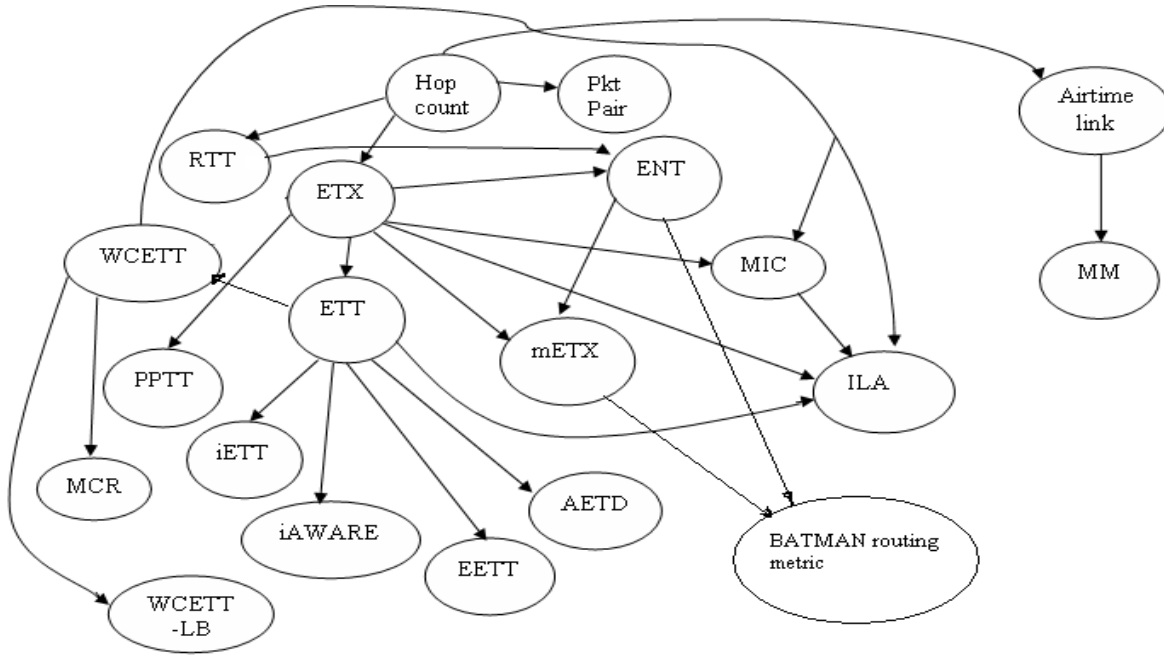 Hop
count
Pkt
Pair
Airtime
link
RTT
ENT
ETX
WCETT
MIC
MM
ETT
mETX
PPTT
ILA
iETT
MCR
AETD
iAWARE
EETT
BATMAN routing
metric
WCETT
-LB